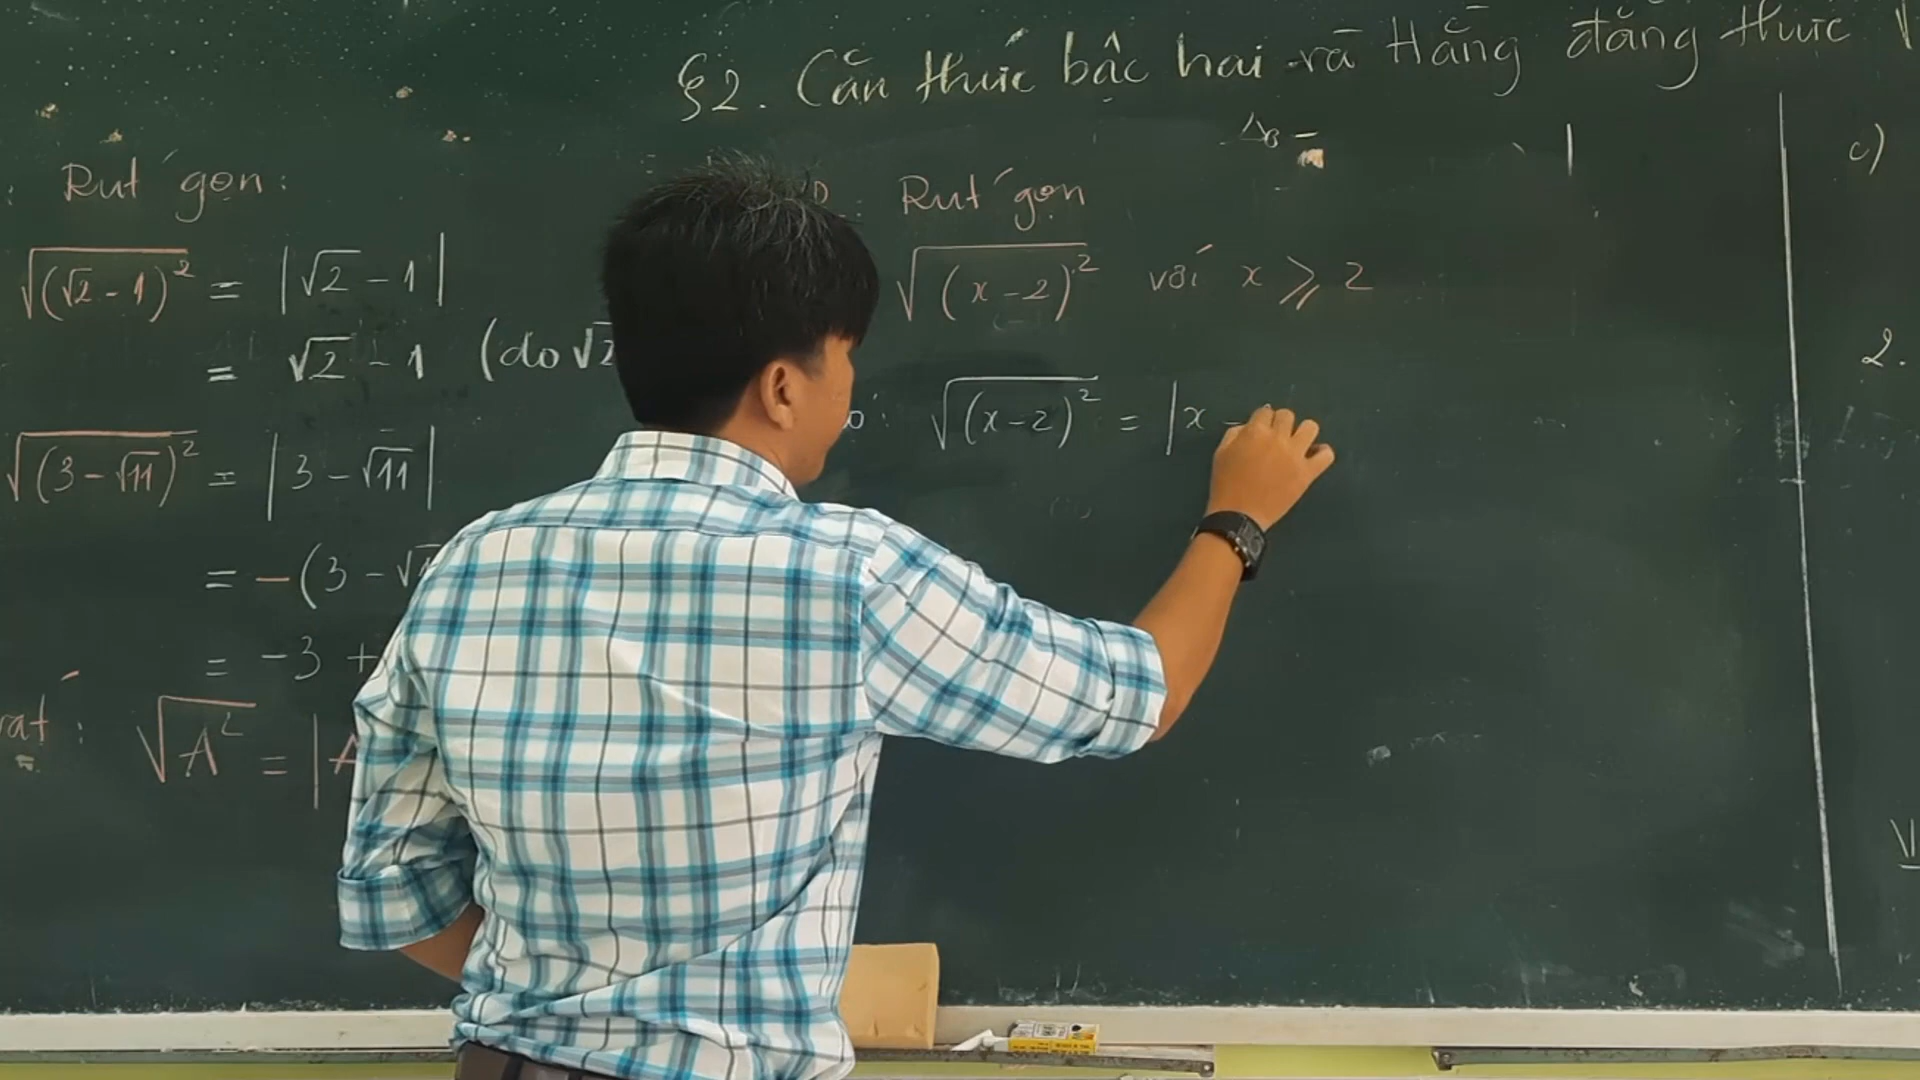 §2. Căn thức bậc hai và Hằng đẳng thức √
Rút gọn:
√(√2 - 1)² = |√2 - 1|
= √2 - 1 (do √2
√(3 - √11)² = |3 - √11|
= -(3 - √
= -3 +
√A² = |A
Rút gọn
√(x-2)² với x ⩾ 2
√(x-2)² = |x -
c)
2.